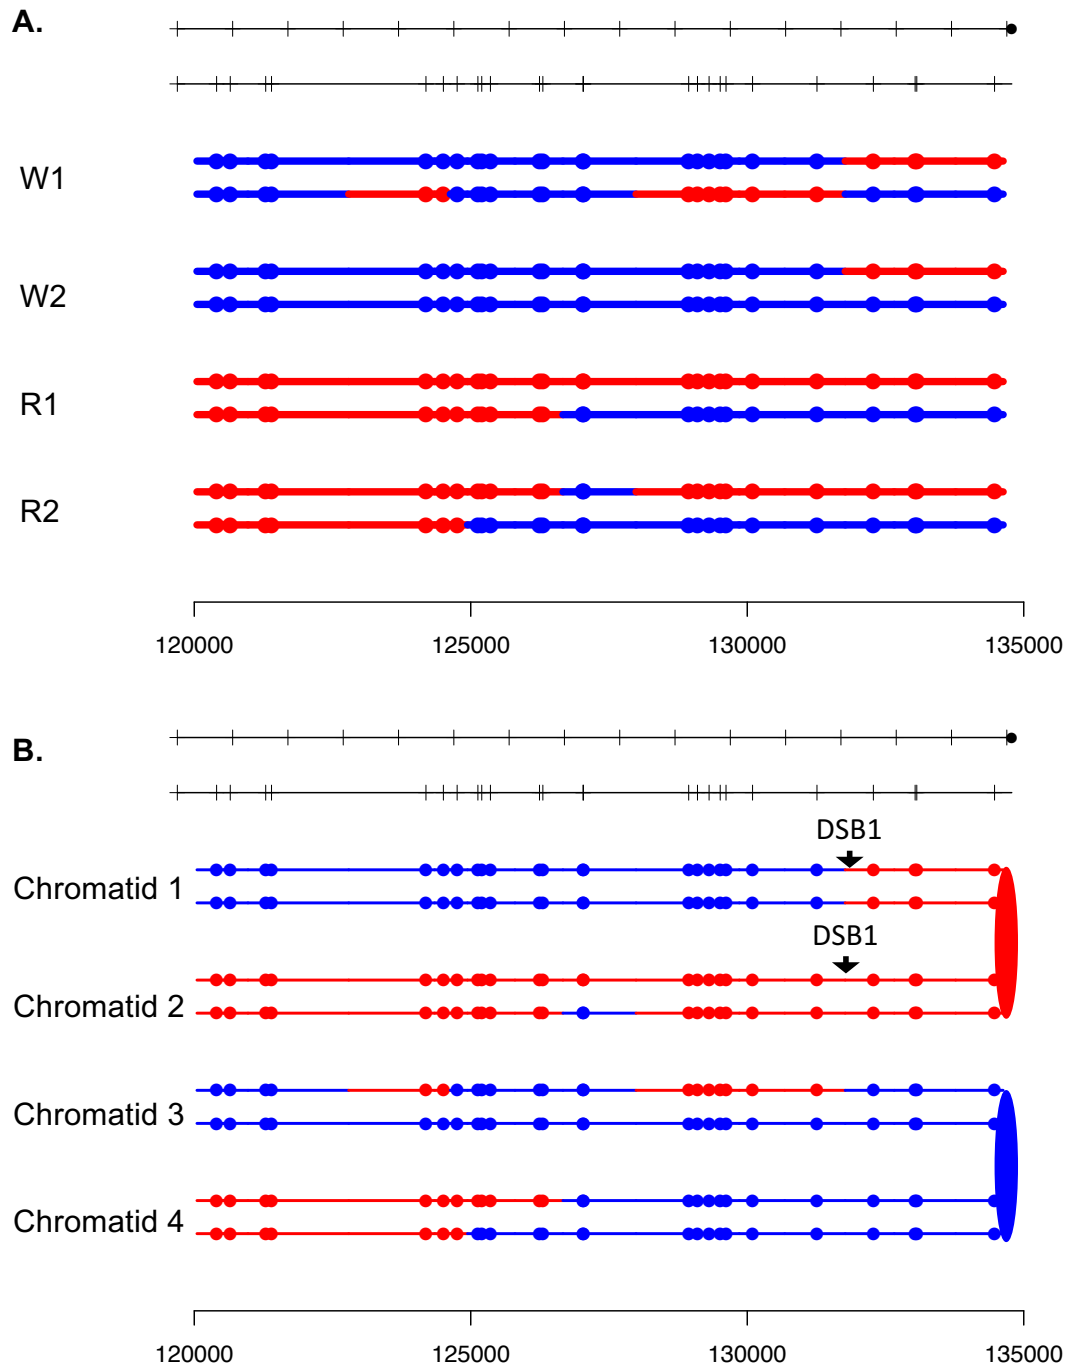 A.
W1
W2
R1
R2
120000 125000 130000 135000
B.
DSB1
Chromatid 1
DSB1
Chromatid 2
Chromatid 3
Chromatid 4
120000 125000 130000 135000